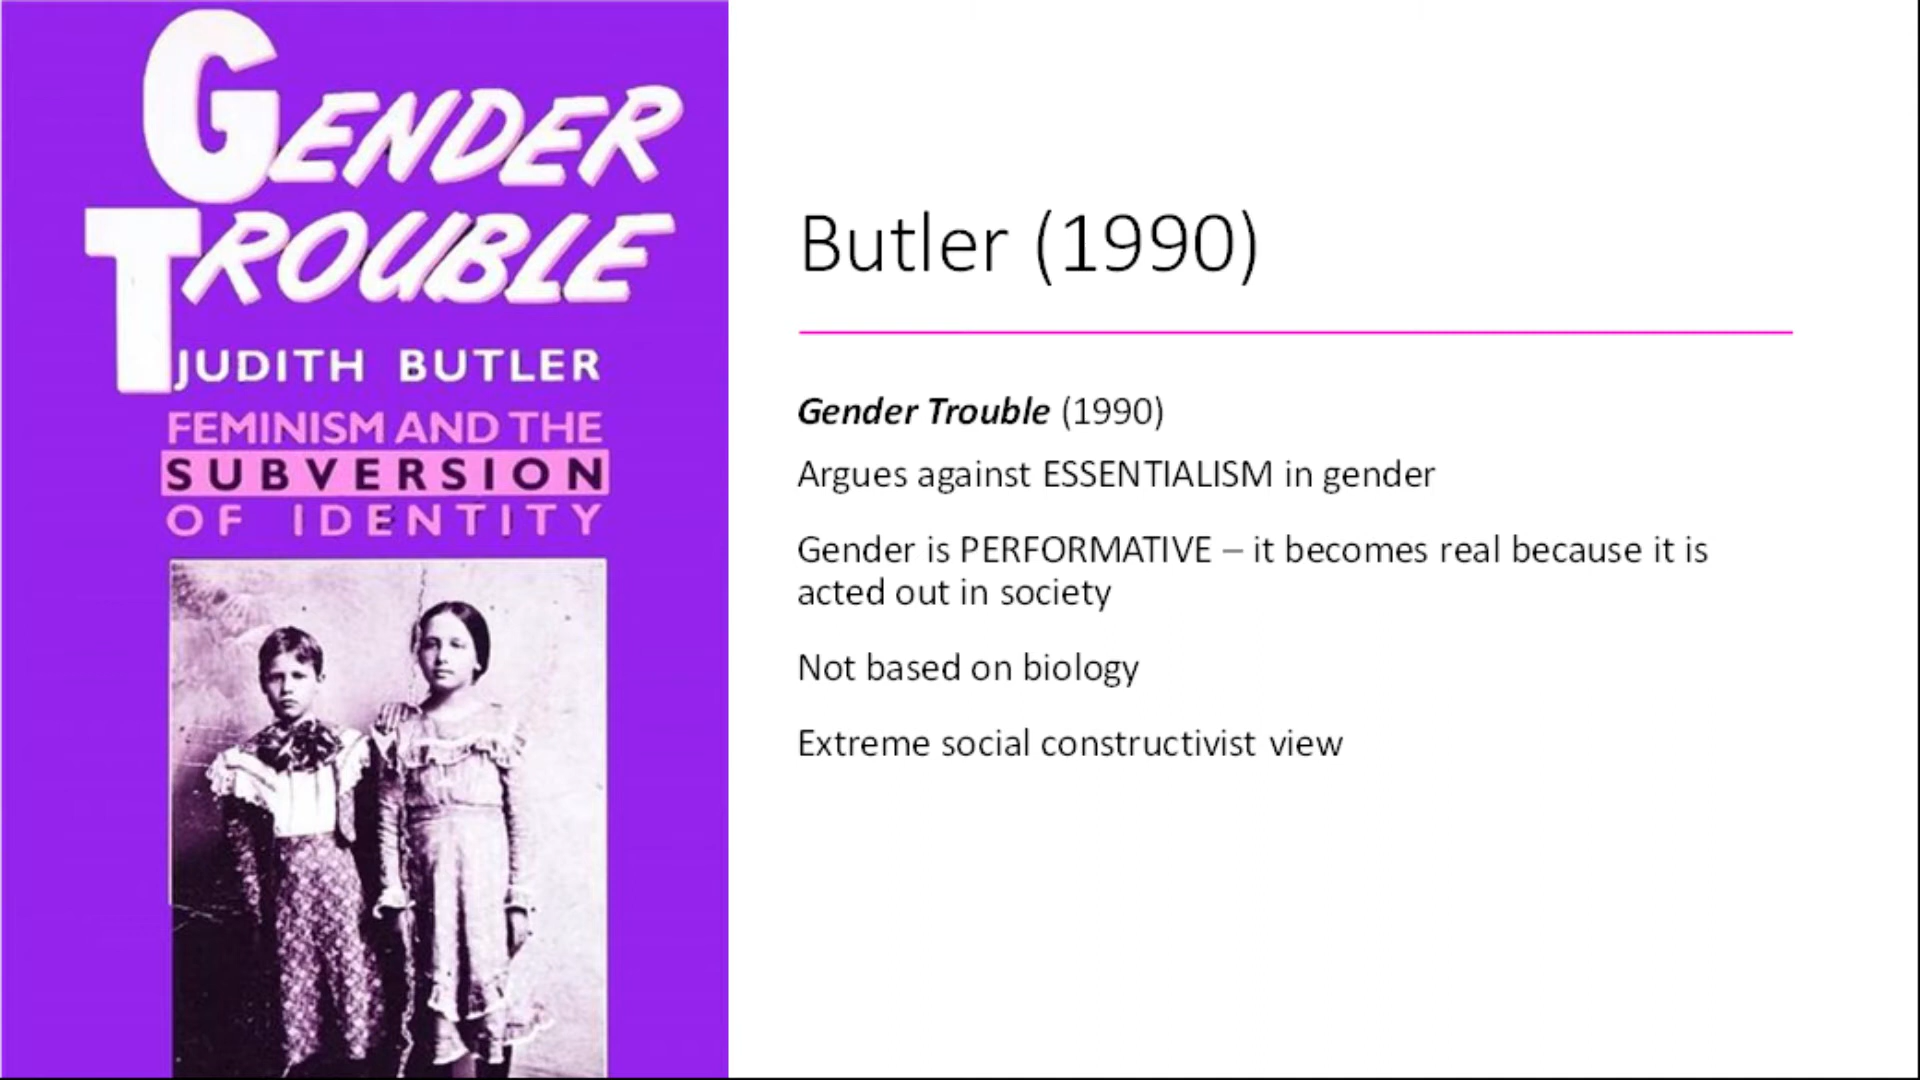 GENDER
TROUBLE
JUDITH BUTLER
FEMINISM AND THE
SUBVERSION
OF IDENTITY
Butler (1990)
Gender Trouble (1990)
Argues against ESSENTIALISM in gender
Gender is PERFORMATIVE – it becomes real because it is
acted out in society
Not based on biology
Extreme social constructivist view